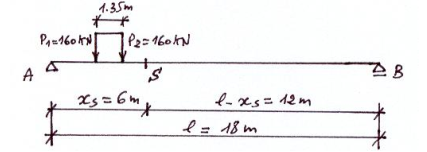 1.35m
P1=160kN P2=160kN
A S B
xs=6m l-xs=12m
l=18m